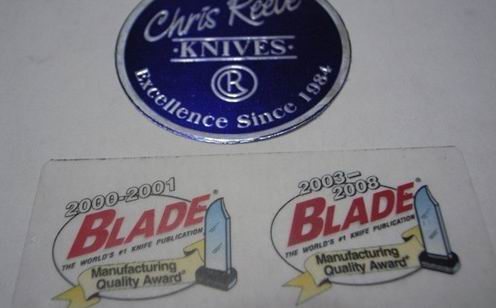 Chris Reeve
·KNIVES·
R
Excellence Since 1984
2000-2001
BLADE®
THE WORLD'S #1 KNIFE PUBLICATION
Manufacturing
Quality Award®
2003-
2008
BLADE®
THE WORLD'S #1 KNIFE PUBLICATION
Manufacturing
Quality Award®